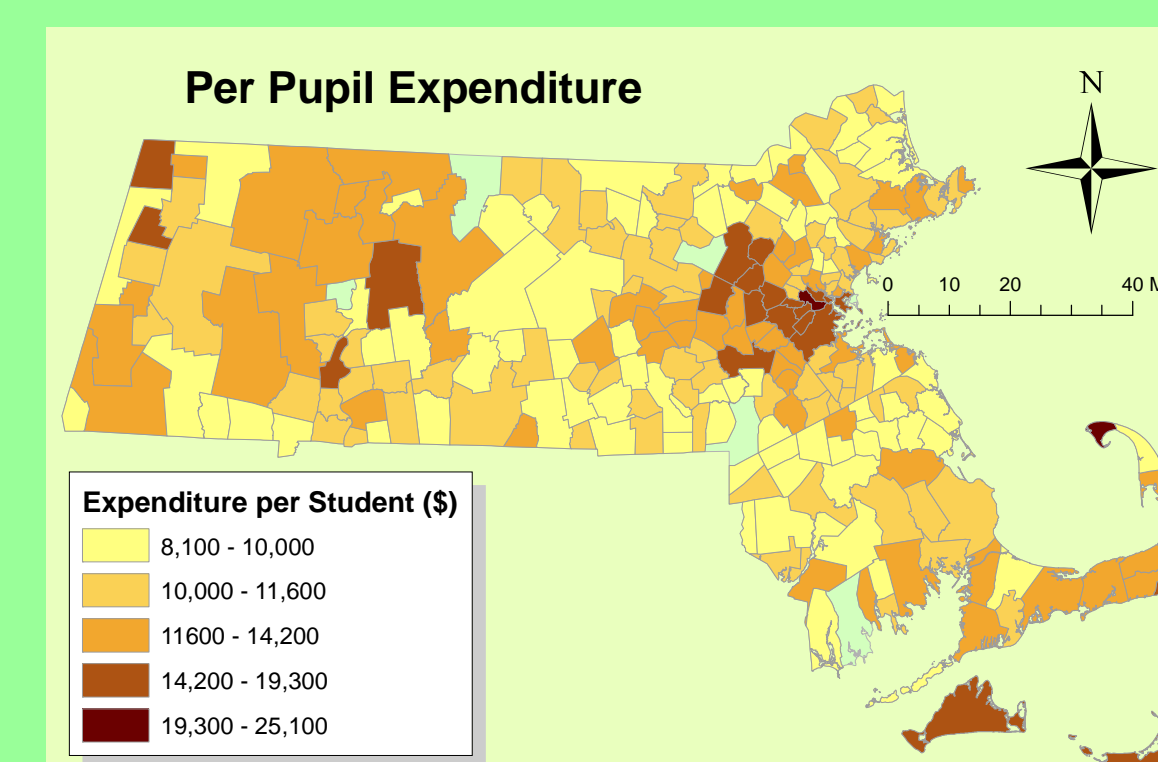 Per Pupil Expenditure
N
0 10 20 40 M
Expenditure per Student ($)
8,100 - 10,000
10,000 - 11,600
11600 - 14,200
14,200 - 19,300
19,300 - 25,100